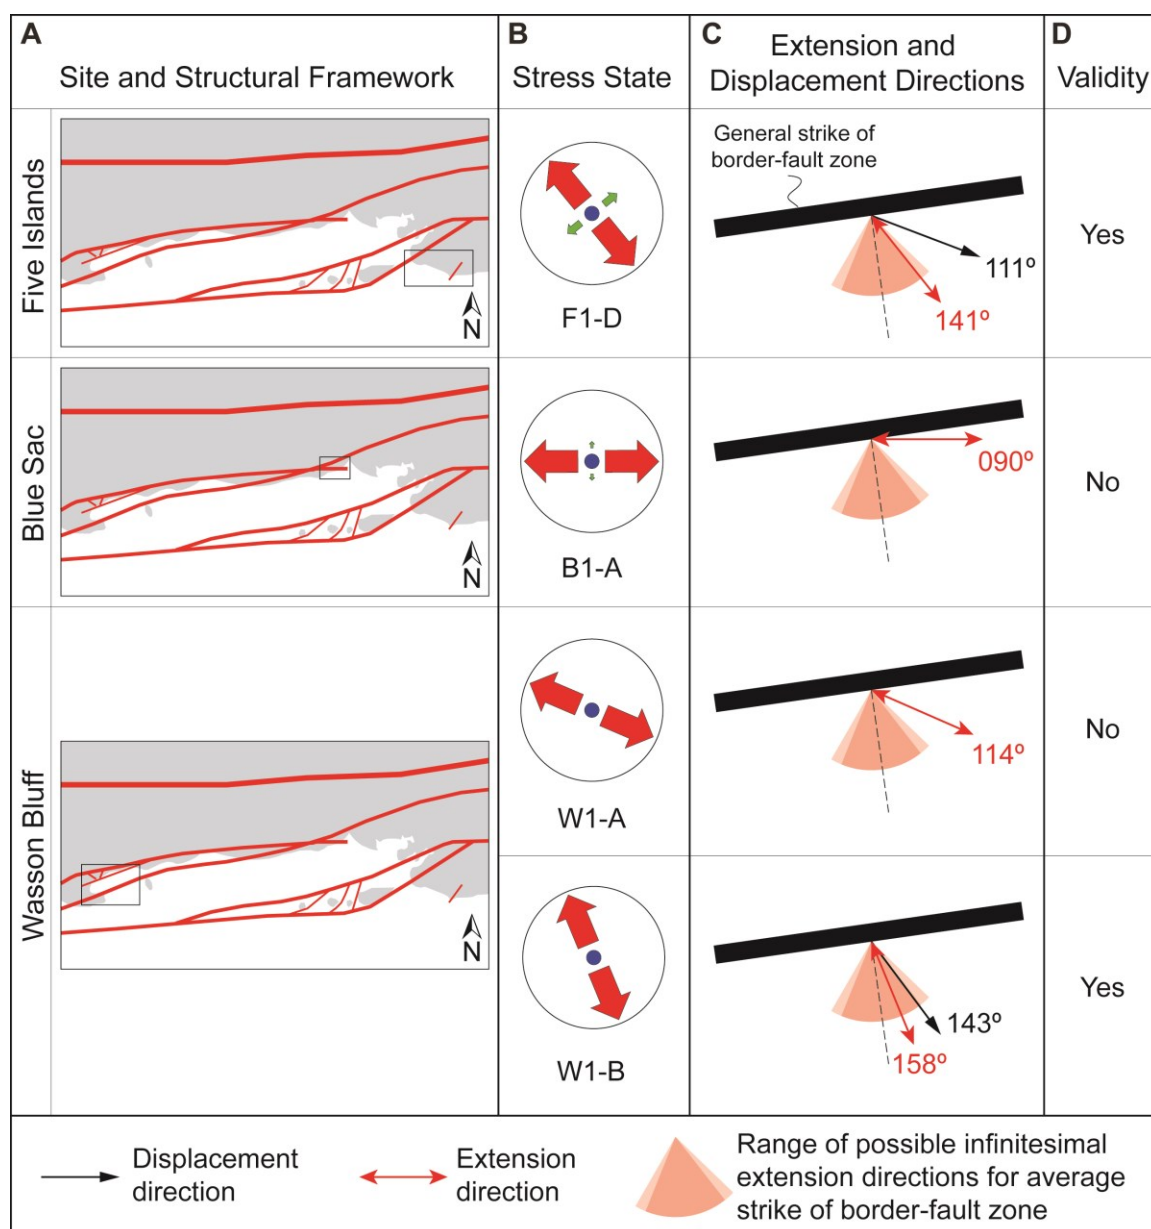 A
Site and Structural Framework
B
Stress State
C
Extension and
Displacement Directions
D
Validity
Five Islands
N
F1-D
General strike of
border-fault zone
111º
141º
Yes
Blue Sac
N
B1-A
090º
No
Wasson Bluff
N
W1-A
114º
No
W1-B
143º
158º
Yes
Displacement
direction
Extension
direction
Range of possible infinitesimal
extension directions for average
strike of border-fault zone